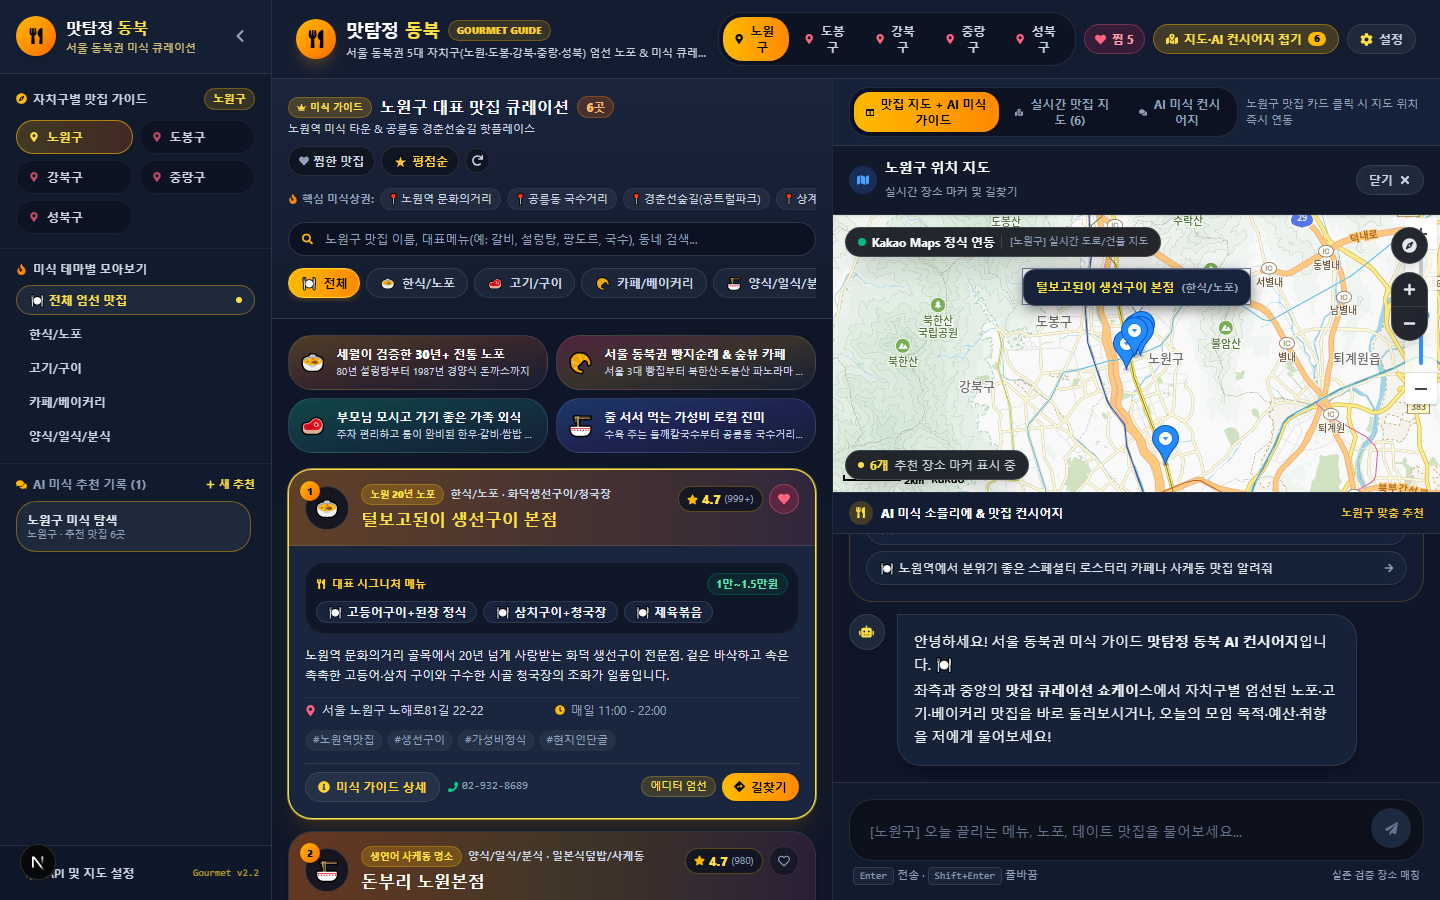 맛탐정 동북
서울 동북권 미식 큐레이션
자치구별 맛집 가이드
노원구
노원구
도봉구
강북구
중랑구
성북구
미식 테마별 모아보기
전체 엄선 맛집
한식/노포
고기/구이
카페/베이커리
양식/일식/분식
AI 미식 추천 기록 (1)
+ 새 추천
노원구 미식 탐색
노원구 · 추천 맛집 6곳
N
API 및 지도 설정
Gourmet v2.2
맛탐정 동북
GOURMET GUIDE
서울 동북권 5대 자치구(노원·도봉·강북·중랑·성북) 엄선 노포 & 미식 큐레...
노원
구
도봉
구
강북
구
중랑
구
성북
구
찜 5
지도·AI 컨시어지 접기 6
설정
미식 가이드
노원구 대표 맛집 큐레이션
6곳
노원역 미식 타운 & 공릉동 경춘선숲길 핫플레이스
찜한 맛집
평점순
핵심 미식상권:
노원역 문화의거리
공릉동 국수거리
경춘선숲길(공트럴파크)
상계
노원구 맛집 이름, 대표메뉴(예: 갈비, 설렁탕, 팡도르, 국수), 동네 검색...
전체
한식/노포
고기/구이
카페/베이커리
양식/일식/분
세월이 검증한 30년+ 전통 노포
80년 설렁탕부터 1987년 경양식 돈까스까지
서울 동북권 빵지순례 & 숲뷰 카페
서울 3대 빵집부터 북한산·도봉산 파노라마 ...
부모님 모시고 가기 좋은 가족 외식
주차 편리하고 룸이 완비된 한우·갈비·쌈밥 ...
줄 서서 먹는 가성비 로컬 진미
수육 주는 들깨칼국수부터 공릉동 국수거리...
1
노원 20년 노포
한식/노포 · 화덕생선구이/청국장
털보고된이 생선구이 본점
4.7 (999+)
대표 시그니처 메뉴
1만~1.5만원
고등어구이+된장 정식
삼치구이+청국장
제육볶음
노원역 문화의거리 골목에서 20년 넘게 사랑받는 화덕 생선구이 전문점. 겉은 바삭하고 속은
촉촉한 고등어·삼치 구이와 구수한 시골 청국장의 조화가 일품입니다.
서울 노원구 노해로81길 22-22
매일 11:00 - 22:00
#노원역맛집
#생선구이
#가성비정식
#현지인단골
미식 가이드 상세
02-932-8689
에디터 엄선
길찾기
2
생연어 사케동 명소
양식/일식/분식 · 일본식덮밥/사케동
돈부리 노원본점
4.7 (980)
맛집 지도 + AI 미식
가이드
실시간 맛집 지
도 (6)
AI 미식 컨시
어지
노원구 맛집 카드 클릭 시 지도 위치
즉시 연동
노원구 위치 지도
실시간 장소 마커 및 길찾기
닫기
Kakao Maps 정식 연동
[노원구] 실시간 도로/건물 지도
털보고된이 생선구이 본점 (한식/노포)
도봉산
수락산
29
덕내로
IC
동별내
IC
서별내
IC
남별내
북한산
국립공원
도봉구
북한산
불암산
IC
별내
퇴계원읍
노원구
강북구
383
IC
퇴계원
북부간선
6개 추천 장소 마커 표시 중
2km
kakao
AI 미식 소믈리에 & 맛집 컨시어지
노원구 맞춤 추천
노원역에서 분위기 좋은 스페셜티 로스터리 카페나 사케동 맛집 알려줘
안녕하세요! 서울 동북권 미식 가이드 맛탐정 동북 AI 컨시어지입니
다.
좌측과 중앙의 맛집 큐레이션 쇼케이스에서 자치구별 엄선된 노포·고
기·베이커리 맛집을 바로 둘러보시거나, 오늘의 모임 목적·예산·취향
을 저에게 물어보세요!
[노원구] 오늘 끌리는 메뉴, 노포, 데이트 맛집을 물어보세요...
Enter 전송 · Shift+Enter 줄바꿈
실존 검증 장소 매칭